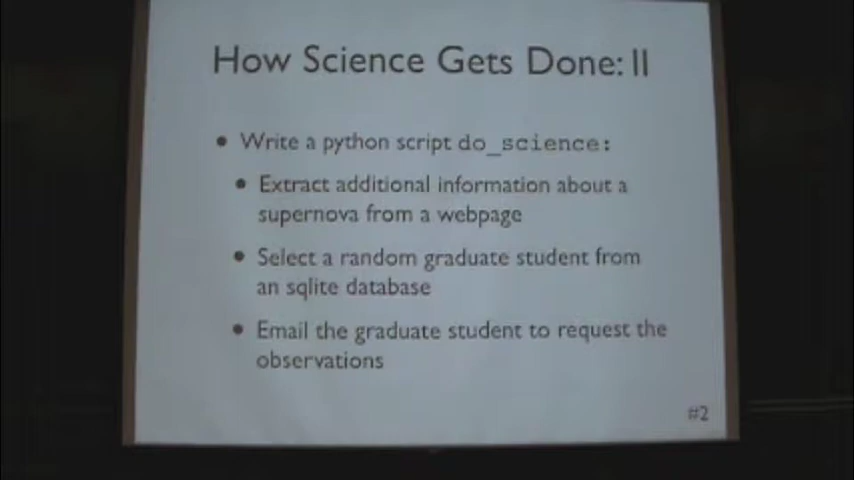 How Science Gets Done: II
• Write a python script do_science:
• Extract additional information about a
supernova from a webpage
• Select a random graduate student from
an sqlite database
• Email the graduate student to request the
observations
#2